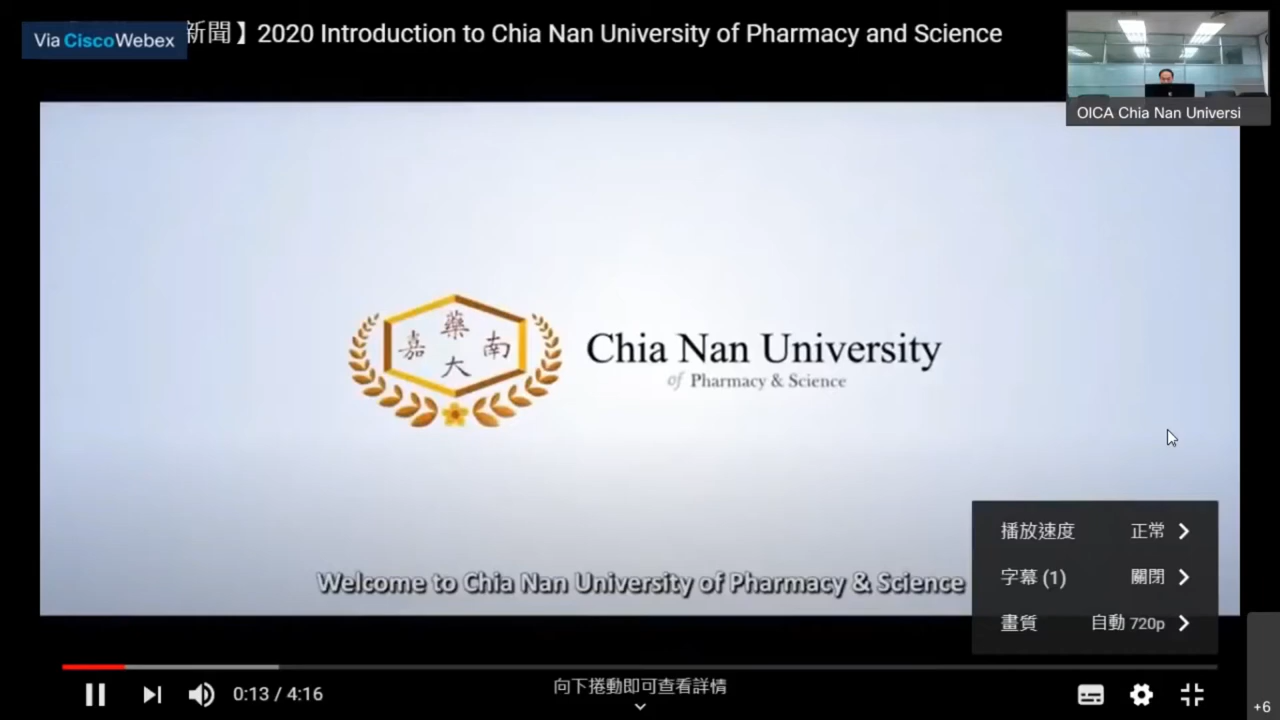 Via Cisco Webex
新聞】2020 Introduction to Chia Nan University of Pharmacy and Science
OICA Chia Nan Universi
藥
嘉 南
大
Chia Nan University
of Pharmacy & Science
Welcome to Chia Nan University of Pharmacy & Science
播放速度 正常
字幕 (1) 關閉
畫質 自動 720p
0:13 / 4:16
向下捲動即可查看詳情
+6